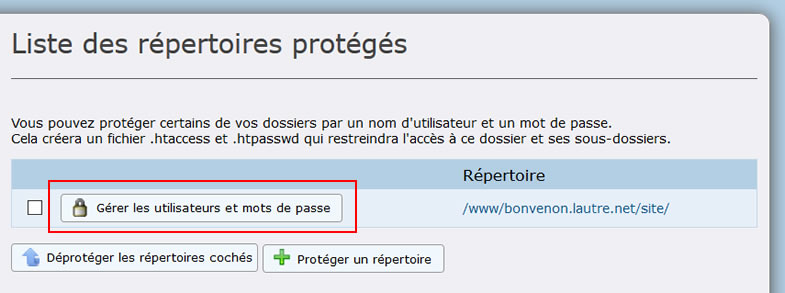 Liste des répertoires protégés
Vous pouvez protéger certains de vos dossiers par un nom d'utilisateur et un mot de passe.
Cela créera un fichier .htaccess et .htpasswd qui restreindra l'accès à ce dossier et ses sous-dossiers.
Répertoire
Gérer les utilisateurs et mots de passe
/www/bonvenon.lautre.net/site/
Déprotéger les répertoires cochés
Protéger un répertoire